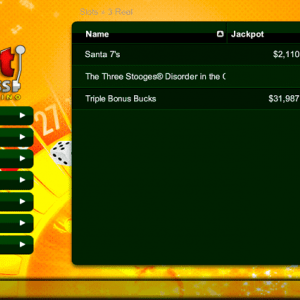 Slots › 3 Reel
Name Jackpot
Santa 7's $2,110
The Three Stooges® Disorder in the C
Triple Bonus Bucks $31,987
27